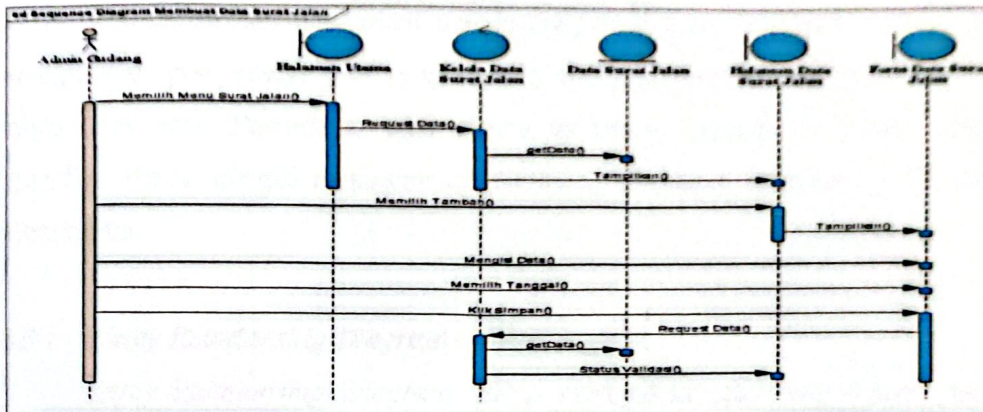 sd Sequence Diagram Membuat Data Surat Jalan
Admin Gudang
Halaman Utama
Kelola Data
Surat Jalan
Data Surat Jalan
Halaman Data
Surat Jalan
Form Data Surat
Jalan
Memilih Menu Surat Jalan()
Request Data()
getData()
Tampilkan()
Memilih Tambah()
Tampilkan()
Mengisi Data()
Memilih Tanggal()
Klik Simpan()
Request Data()
getData()
Status Validasi()